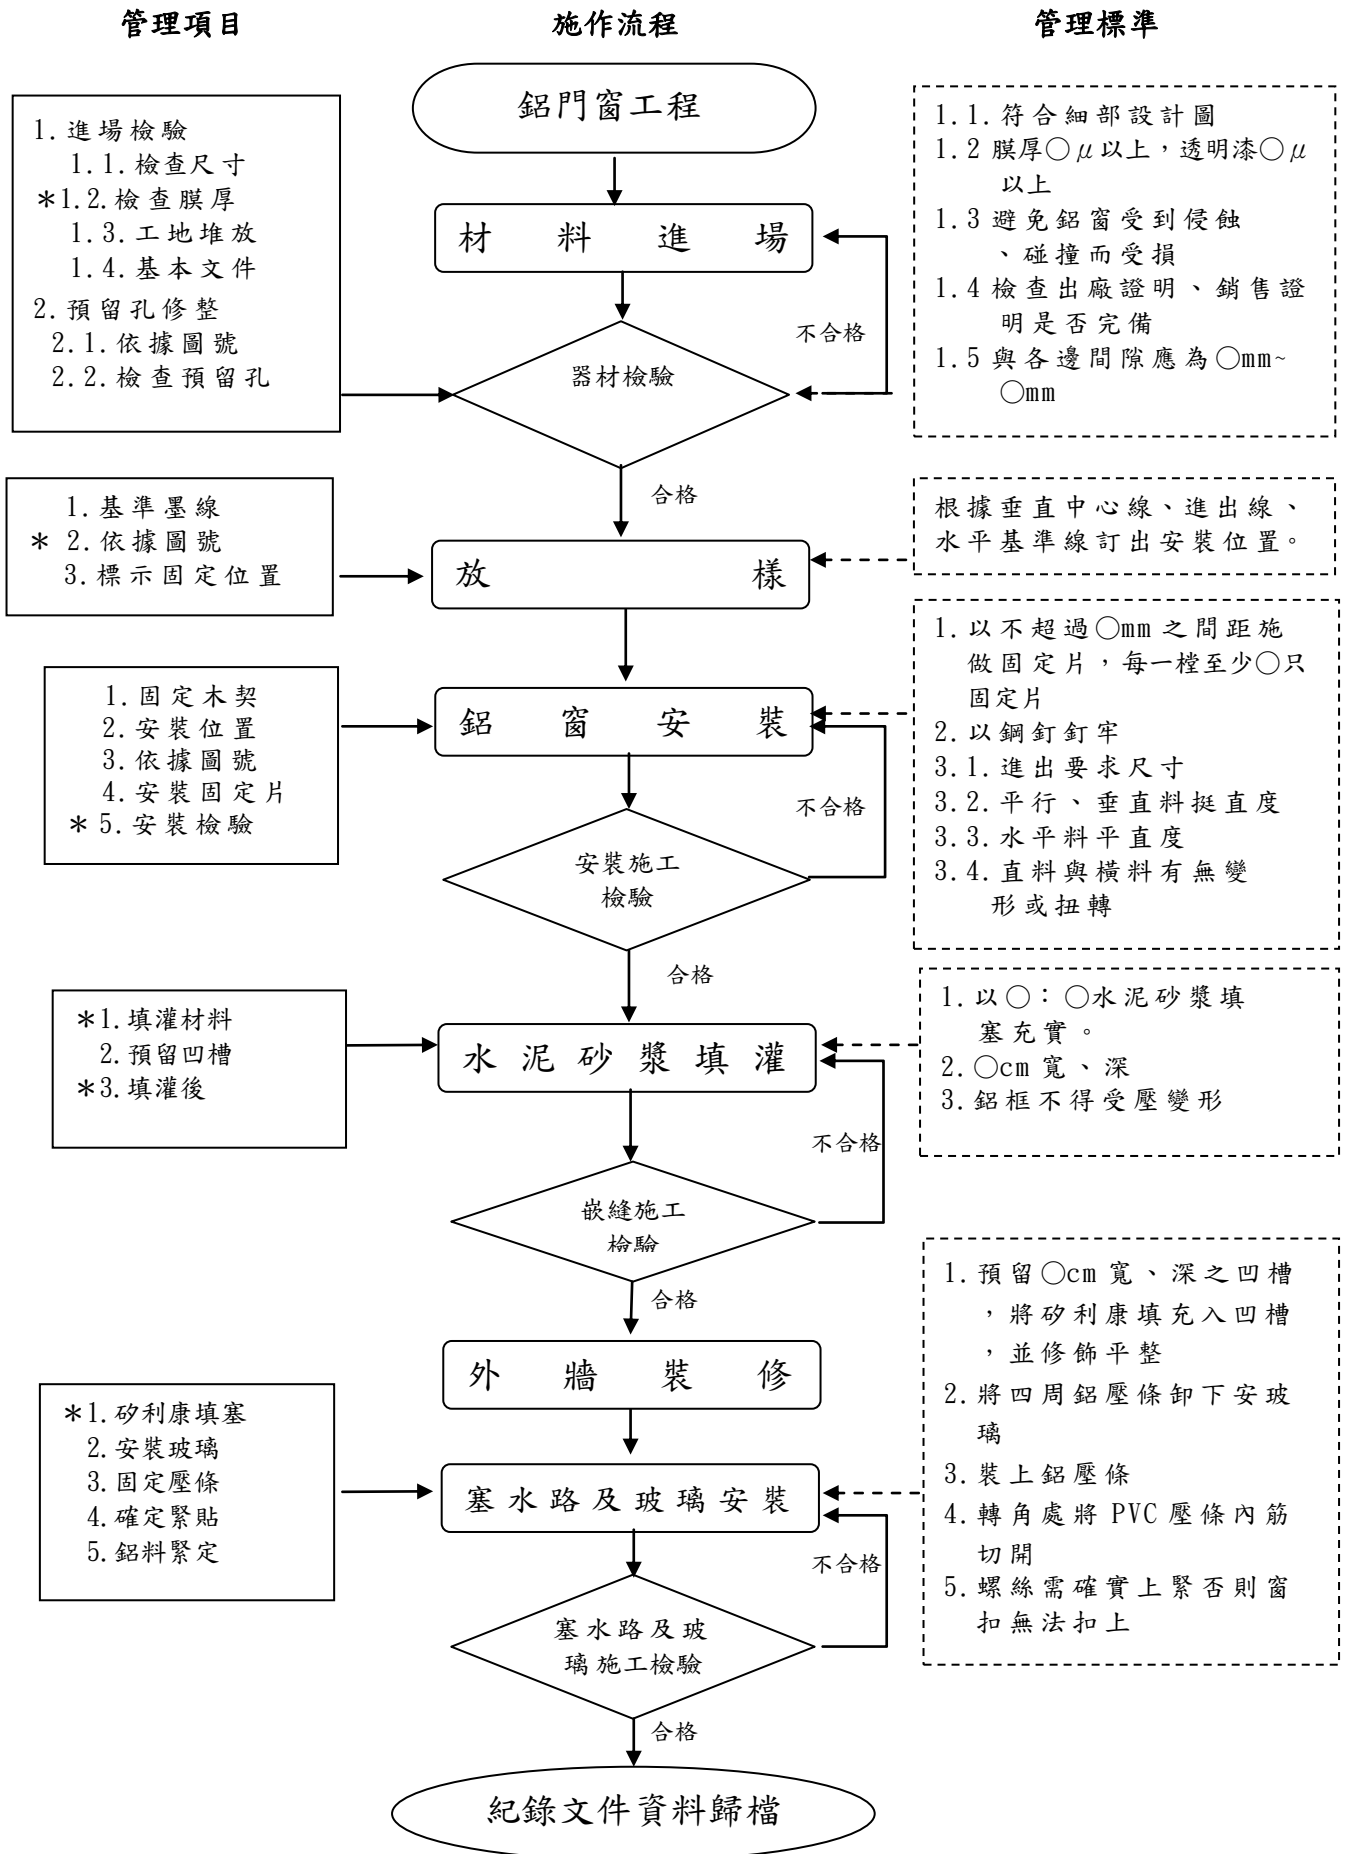 管理項目
施作流程
管理標準
鋁門窗工程
1.進場檢驗
1.1.檢查尺寸
*1.2.檢查膜厚
1.3.工地堆放
1.4.基本文件
2.預留孔修整
2.1.依據圖號
2.2.檢查預留孔
材料進場
不合格
器材檢驗
合格
1.1.符合細部設計圖
1.2膜厚○μ以上，透明漆○μ
以上
1.3避免鋁窗受到侵蝕
、碰撞而受損
1.4檢查出廠證明、銷售證
明是否完備
1.5與各邊間隙應為○mm~
○mm
1.基準墨線
* 2.依據圖號
3.標示固定位置
放樣
根據垂直中心線、進出線、
水平基準線訂出安裝位置。
1.固定木契
2.安裝位置
3.依據圖號
4.安裝固定片
* 5.安裝檢驗
鋁窗安裝
不合格
安裝施工
檢驗
合格
1.以不超過○mm之間距施
做固定片，每一樘至少○只
固定片
2.以鋼釘釘牢
3.1.進出要求尺寸
3.2.平行、垂直料挺直度
3.3.水平料平直度
3.4.直料與橫料有無變
形或扭轉
*1.填灌材料
2.預留凹槽
*3.填灌後
水泥砂漿填灌
不合格
嵌縫施工
檢驗
合格
1.以○：○水泥砂漿填
塞充實。
2.○cm寬、深
3.鋁框不得受壓變形
外牆裝修
*1.矽利康填塞
2.安裝玻璃
3.固定壓條
4.確定緊貼
5.鋁料緊定
塞水路及玻璃安裝
不合格
塞水路及玻
璃施工檢驗
合格
1.預留○cm寬、深之凹槽
，將矽利康填充入凹槽
，並修飾平整
2.將四周鋁壓條卸下安玻
璃
3.裝上鋁壓條
4.轉角處將PVC壓條內筋
切開
5.螺絲需確實上緊否則窗
扣無法扣上
紀錄文件資料歸檔